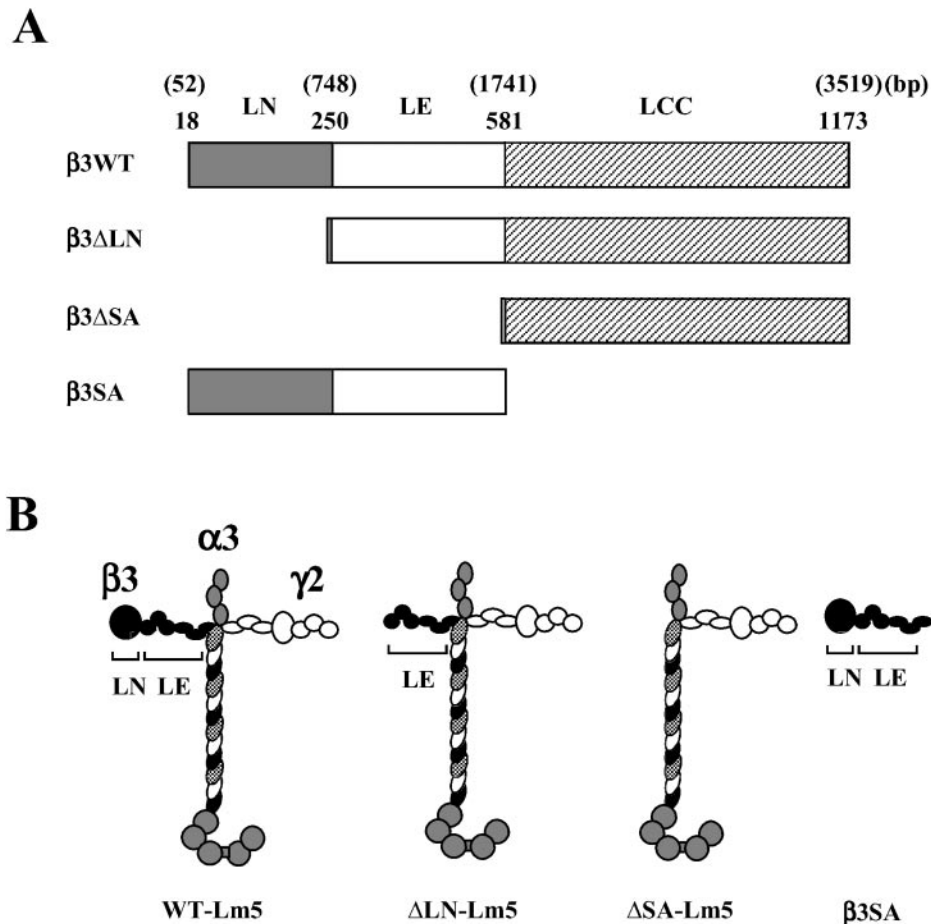 A
(52) (748) (1741) (3519)(bp)
LN LE LCC
18 250 581 1173
β3WT
β3ΔLN
β3ΔSA
β3SA
B
β3 α3 γ2
LN LE
LE
LN LE
WT-Lm5 ΔLN-Lm5 ΔSA-Lm5 β3SA